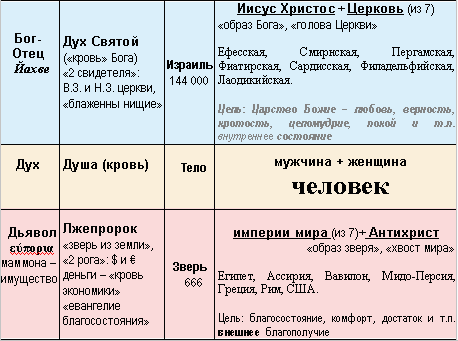 Бог-
Отец
Йахве
Дух Святой
(«кровь» Бога)
«2 свидетеля»:
В.З. и Н.З. церкви,
«блаженны нищие»
Израиль
144 000
Иисус Христос + Церковь (из 7)
«образ Бога», «голова Церкви»
Ефесская, Смирнская, Пергамская,
Фиатирская, Сардисская, Филадельфийская,
Лаодикийская.
Цель: Царство Божие – любовь, верность,
кротость, целомудрие, покой и т.п.
внутреннее состояние
Дух
Душа (кровь)
Тело
мужчина + женщина
человек
Дьявол
εύπορια
маммона –
имущество
Лжепророк
«зверь из земли»,
«2 рога»: $ и €
деньги – «кровь
экономики»
«евангелие
благосостояния»
Зверь
666
империи мира (из 7)+ Антихрист
«образ зверя», «хвост мира»
Египет, Ассирия, Вавилон, Мидо-Персия,
Греция, Рим, США.
Цель: благосостояние, комфорт, достаток и т.п.
внешнее благополучие